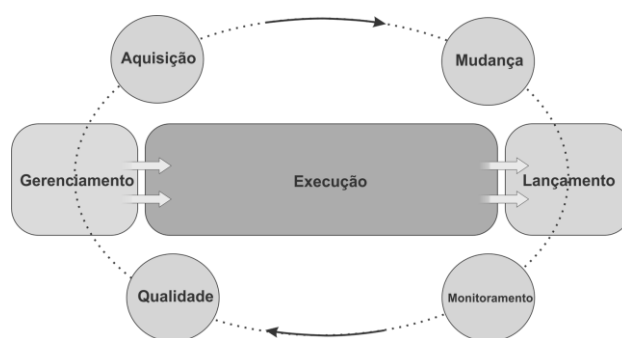 Aquisição
Mudança
Gerenciamento
Execução
Lançamento
Qualidade
Monitoramento